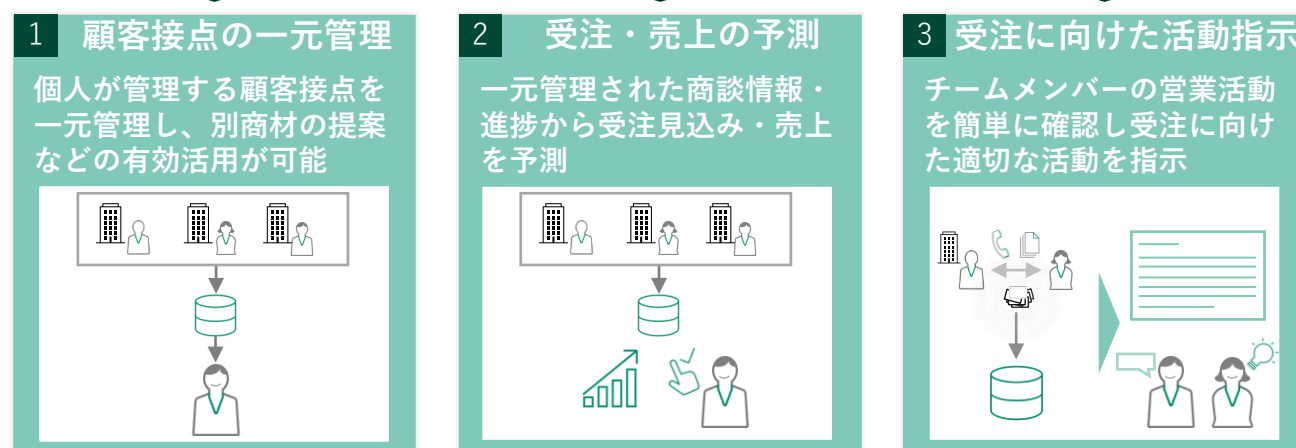 1 顧客接点の一元管理
個人が管理する顧客接点を
一元管理し、別商材の提案
などの有効活用が可能
2 受注・売上の予測
一元管理された商談情報・
進捗から受注見込み・売上
を予測
3 受注に向けた活動指示
チームメンバーの営業活動
を簡単に確認し受注に向け
た適切な活動を指示